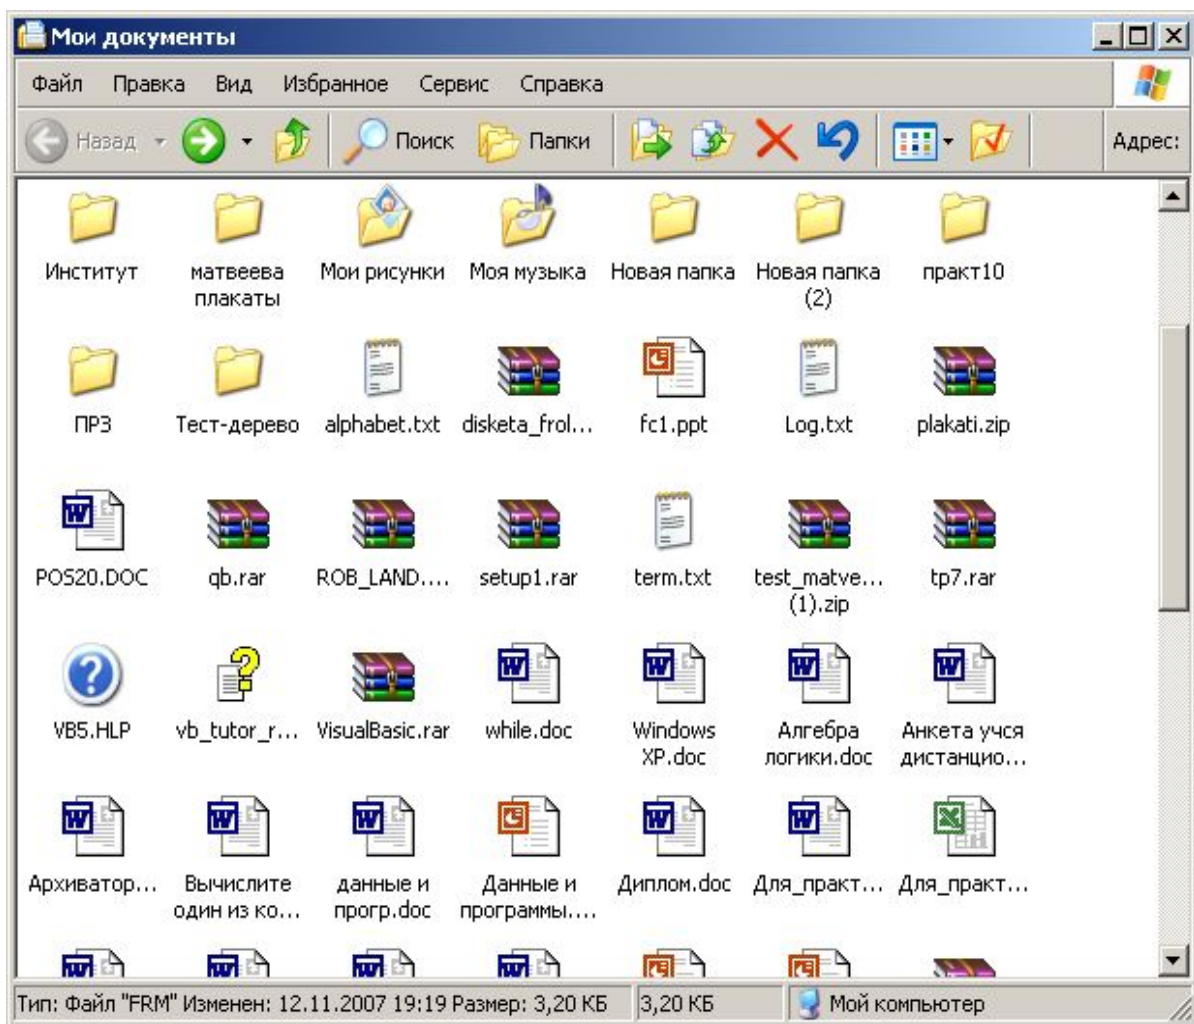 Мои документы
Файл Правка Вид Избранное Сервис Справка
Назад Поиск Папки Адрес:
Институт матвеева Мои рисунки Моя музыка Новая папка Новая папка практ10
плакаты (2)
ПР3 Тест-дерево alphabet.txt disketa_frol... fc1.ppt Log.txt plakati.zip
POS20.DOC qb.rar ROB_LAND.... setup1.rar term.txt test_matve... tp7.rar
(1).zip
VB5.HLP vb_tutor_r... VisualBasic.rar while.doc Windows Алгебра Анкета учся
XP.doc логики.doc дистанцио...
Архиватор... Вычислите данные и Данные и Диплом.doc Для_практ... Для_практ...
один из ко... прогр.doc программы....
Тип: Файл "FRM" Изменен: 12.11.2007 19:19 Размер: 3,20 КБ 3,20 КБ Мой компьютер